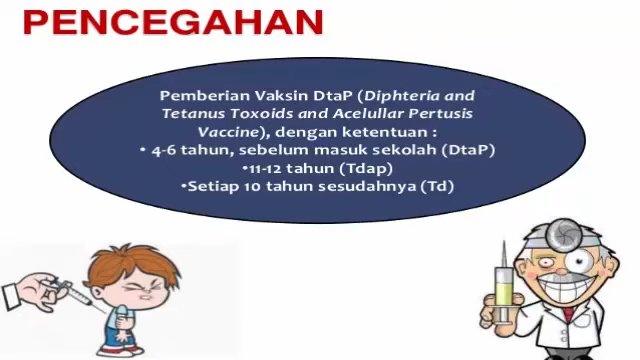 PENCEGAHAN
Pemberian Vaksin DtaP (Diphteria and
Tetanus Toxoids and Acelullar Pertusis
Vaccine), dengan ketentuan :
• 4-6 tahun, sebelum masuk sekolah (DtaP)
•11-12 tahun (Tdap)
•Setiap 10 tahun sesudahnya (Td)